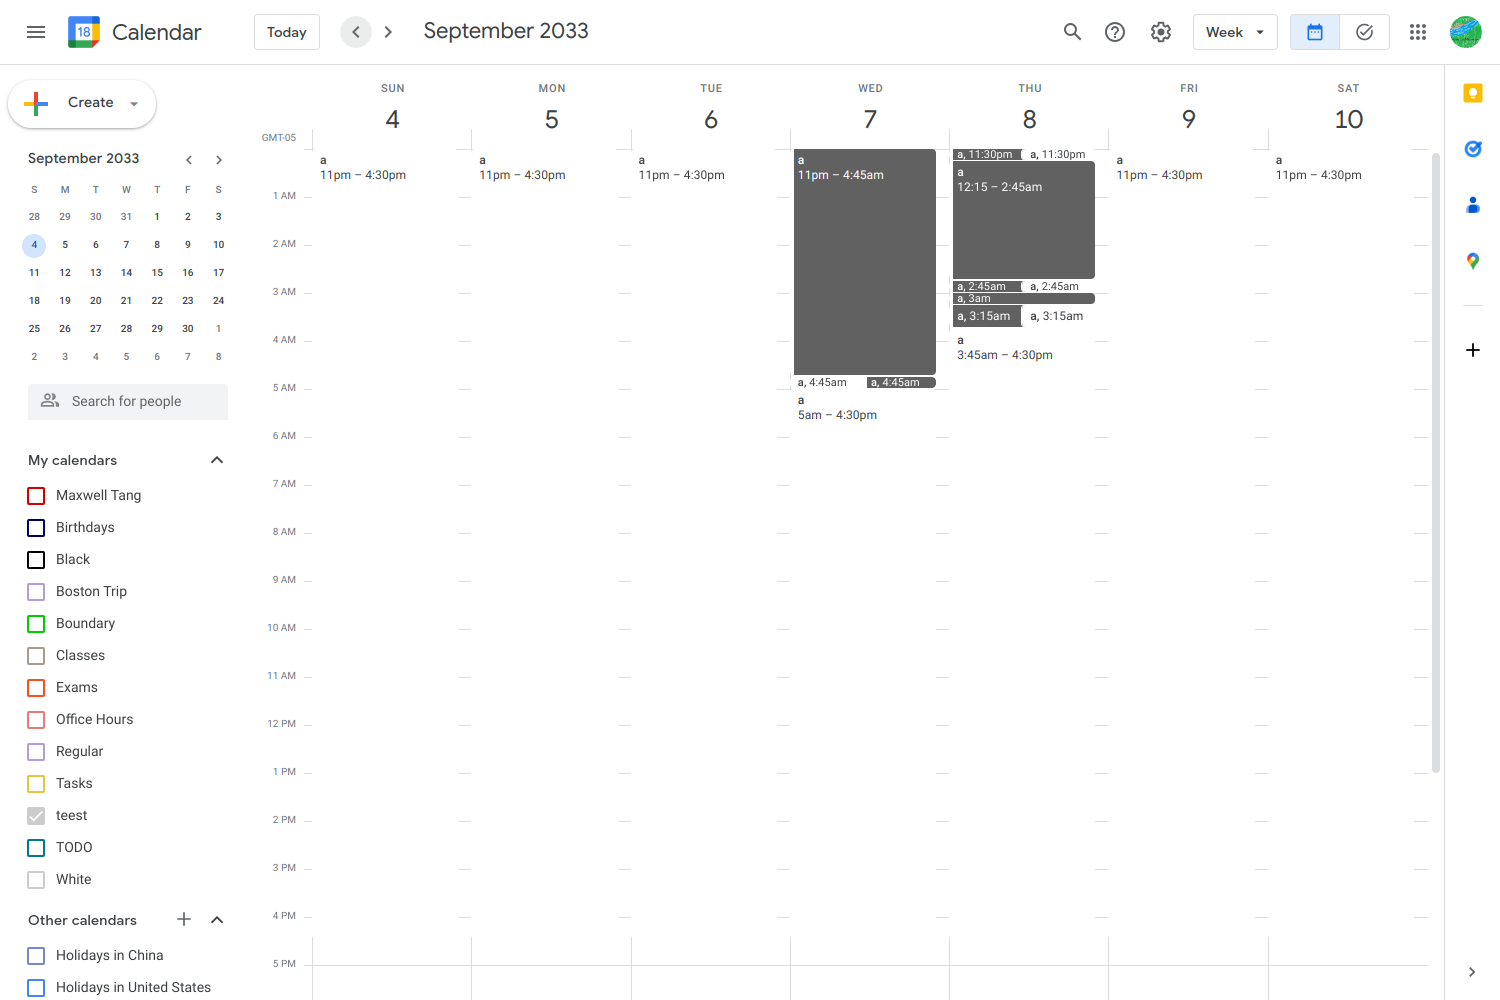 18 Calendar Today September 2033 Week
Create
September 2033
S M T W T F S
28 29 30 31 1 2 3
4 5 6 7 8 9 10
11 12 13 14 15 16 17
18 19 20 21 22 23 24
25 26 27 28 29 30 1
2 3 4 5 6 7 8
Search for people
My calendars
Maxwell Tang
Birthdays
Black
Boston Trip
Boundary
Classes
Exams
Office Hours
Regular
Tasks
teest
TODO
White
Other calendars
Holidays in China
Holidays in United States
SUN MON TUE WED THU FRI SAT
4 5 6 7 8 9 10
GMT-05
1 AM
2 AM
3 AM
4 AM
5 AM
6 AM
7 AM
8 AM
9 AM
10 AM
11 AM
12 PM
1 PM
2 PM
3 PM
4 PM
5 PM
a
11pm – 4:30pm
a
11pm – 4:30pm
a
11pm – 4:30pm
a
11pm – 4:45am
a, 4:45am a, 4:45am
a
5am – 4:30pm
a, 11:30pm a, 11:30pm
a
12:15 – 2:45am
a, 2:45am a, 2:45am
a, 3am
a, 3:15am a, 3:15am
a
3:45am – 4:30pm
a
11pm – 4:30pm
a
11pm – 4:30pm